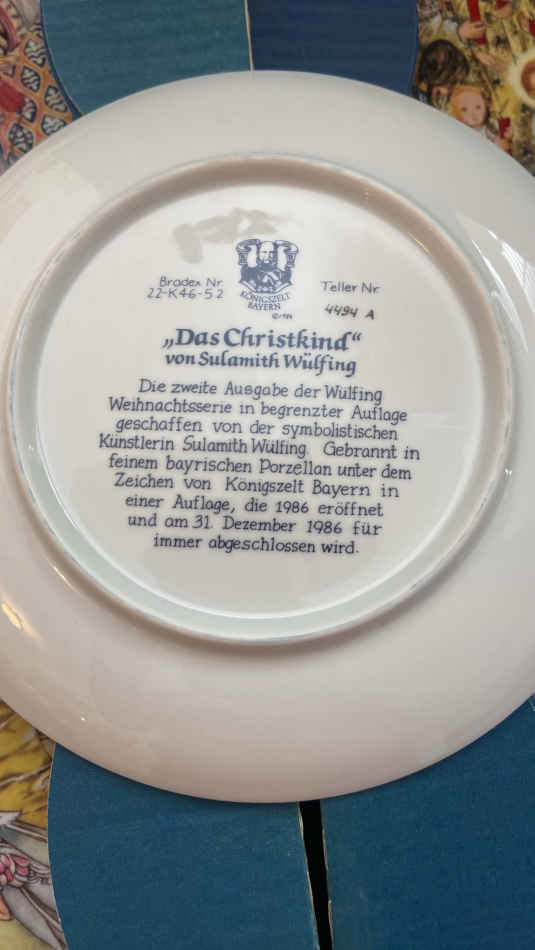 KÖNIGSZELT
BAYERN
Bradex Nr.
22-K46-5.2
Teller Nr.
4494 A
„Das Christkind“
von Sulamith Wülfing
Die zweite Ausgabe der Wülfing
Weihnachtsserie in begrenzter Auflage
geschaffen von der symbolistischen
Künstlerin Sulamith Wülfing. Gebrannt in
feinem bayrischen Porzellan unter dem
Zeichen von Königszelt Bayern in
einer Auflage, die 1986 eröffnet
und am 31. Dezember 1986 für
immer abgeschlossen wird.